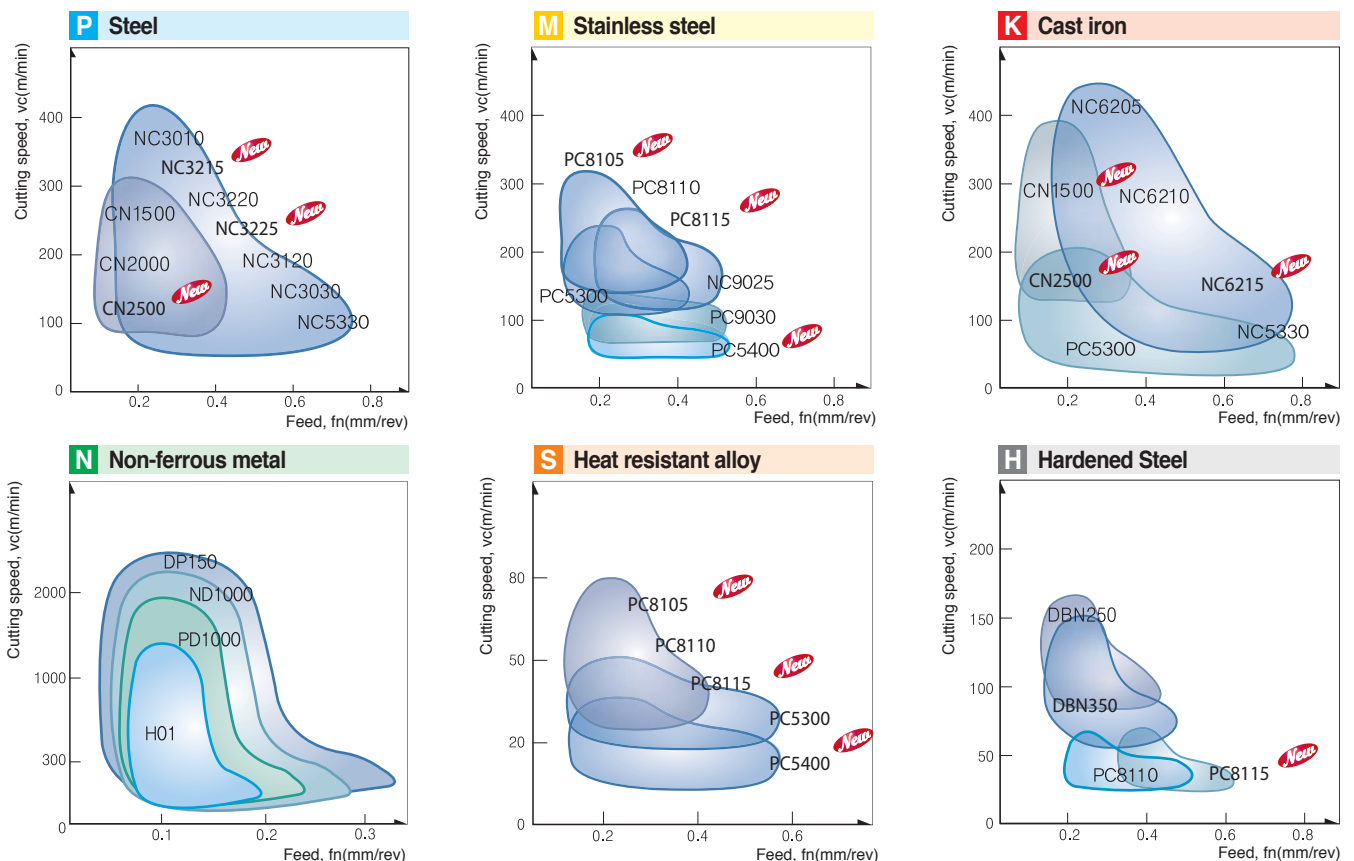 P Steel
Cutting speed, vc(m/min)
400
300
200
100
0
0.2 0.4 0.6 0.8
Feed, fn(mm/rev)
NC3010
New
NC3215
NC3220
New
CN1500
NC3225
CN2000
NC3120
New
NC3030
CN2500
NC5330
M Stainless steel
Cutting speed, vc(m/min)
400
300
200
100
0
0.2 0.4 0.6 0.8
Feed, fn(mm/rev)
New
PC8105
PC8110
New
PC8115
NC9025
PC5300
PC9030
New
PC5400
K Cast iron
Cutting speed, vc(m/min)
400
300
200
100
0
0.2 0.4 0.6 0.8
Feed, fn(mm/rev)
NC6205
New
CN1500
NC6210
New
CN2500
New
NC6215
NC5330
PC5300
N Non-ferrous metal
Cutting speed, vc(m/min)
2000
1000
300
0
0.1 0.2 0.3
Feed, fn(mm/rev)
DP150
ND1000
PD1000
H01
S Heat resistant alloy
Cutting speed, vc(m/min)
80
50
20
0
0.2 0.4 0.6
Feed, fn(mm/rev)
New
PC8105
PC8110
New
PC8115
PC5300
New
PC5400
H Hardened Steel
Cutting speed, vc(m/min)
200
150
100
50
0
0.2 0.4 0.6 0.8
Feed, fn(mm/rev)
DBN250
DBN350
New
PC8110
PC8115